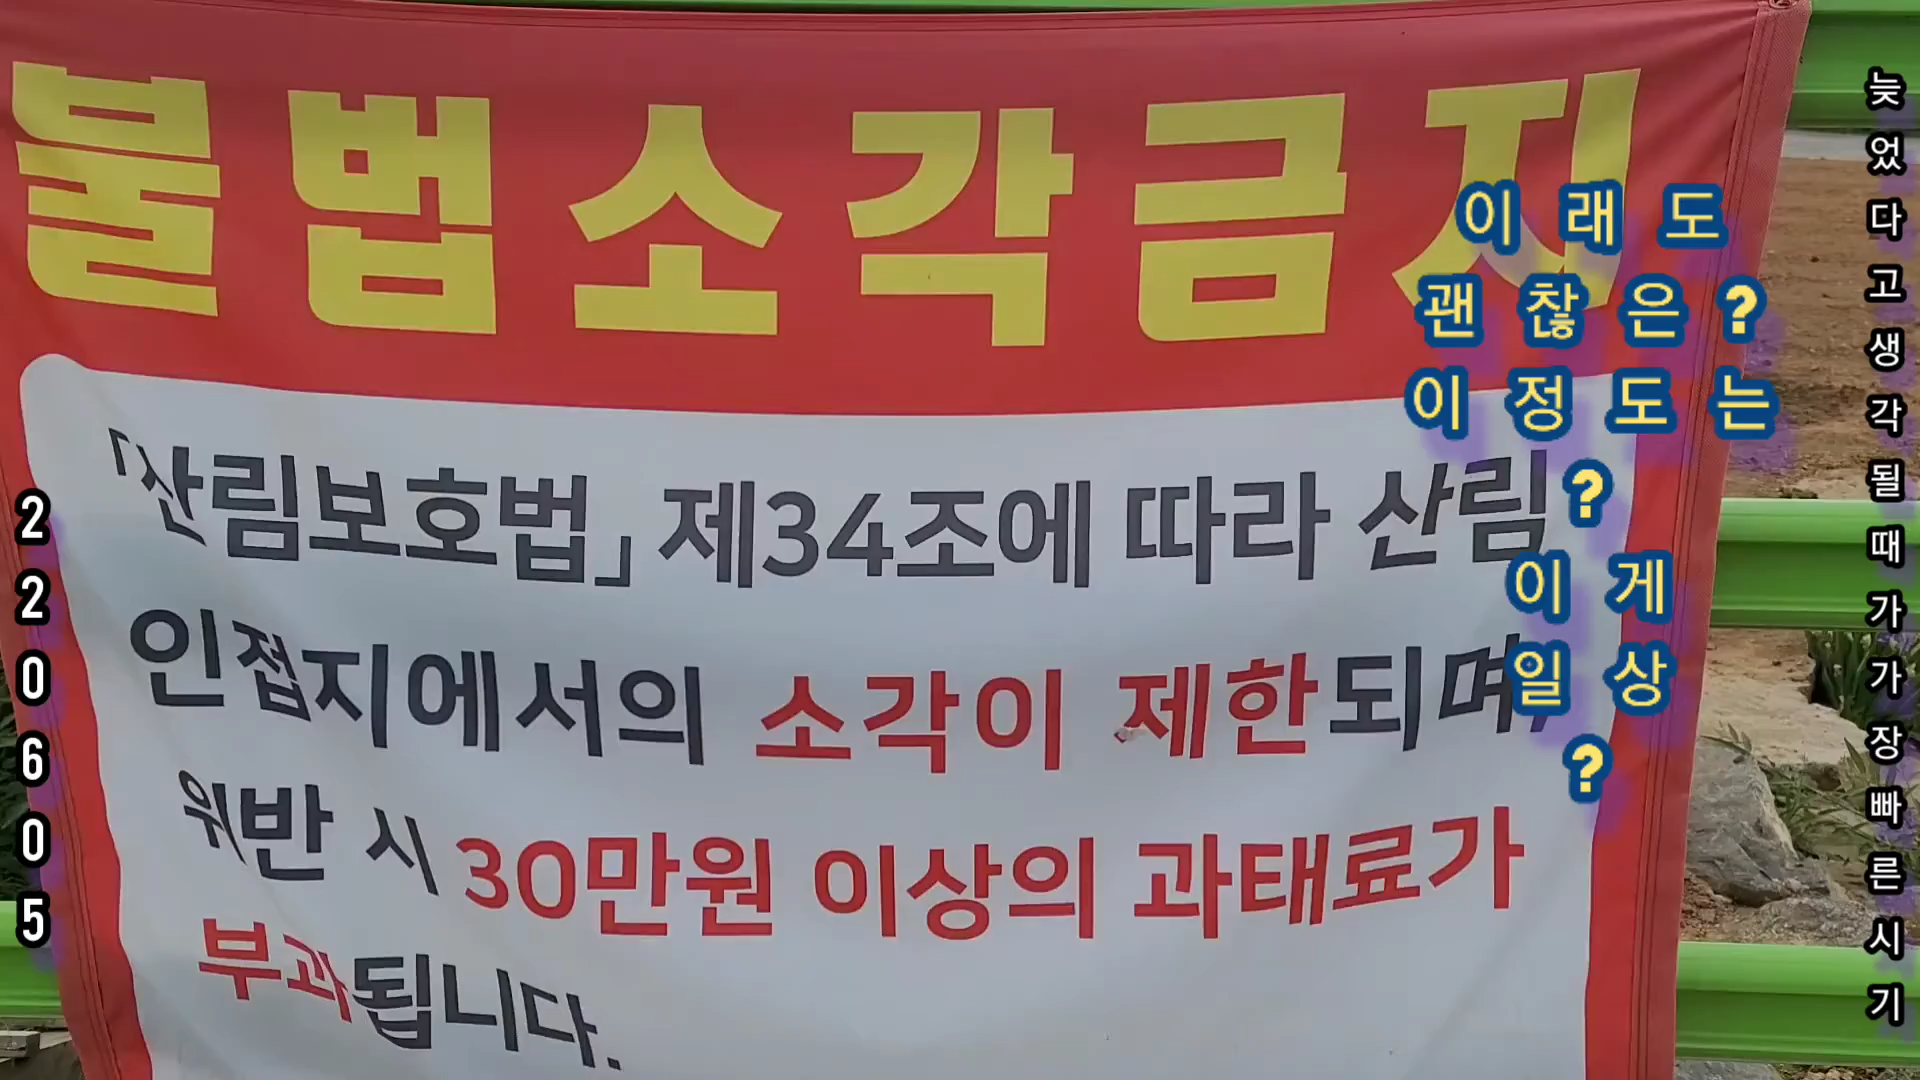 불법소각금지
「산림보호법」 제34조에 따라 산림
인접지에서의 소각이 제한되며,
위반 시 30만원 이상의 과태료가
부과됩니다.
이래도
괜찮은?
이정도는
?
이게
일상
?
2206005
늦었다고생각될때가가장빠른시기